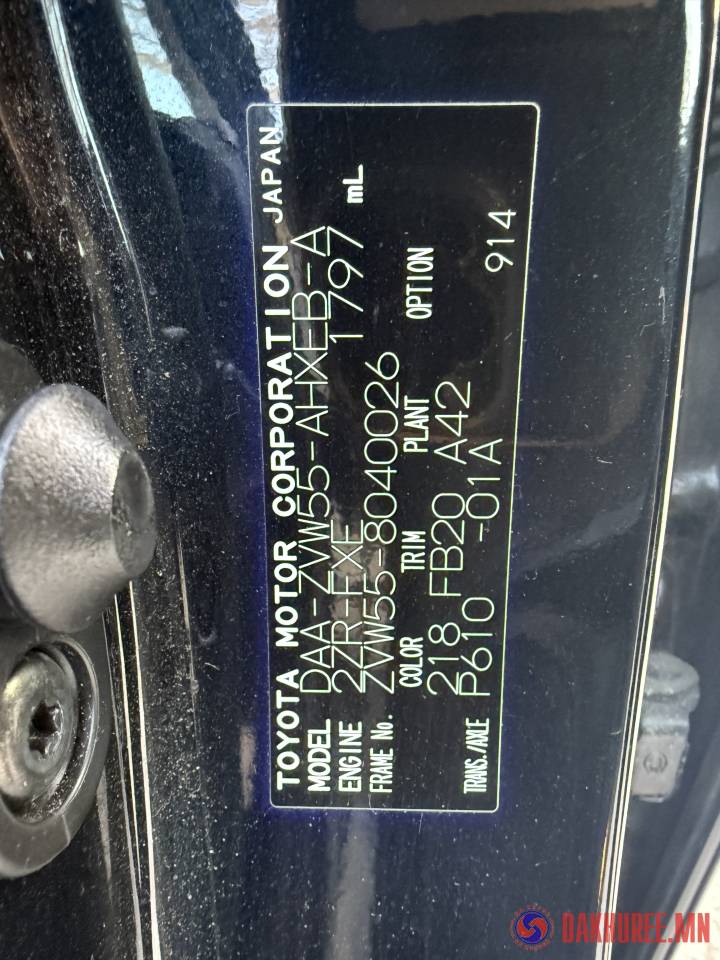 TOYOTA MOTOR CORPORATION JAPAN
MODEL DAA-ZVW55-AHXEB-A
ENGINE 2ZR-FXE 1797 mL
FRAME No. ZVW55-8040026
COLOR TRIM PLANT OPTION
218 FB20 A42
TRANS./AXLE P610 -01A 914
DAKHUREE.MN